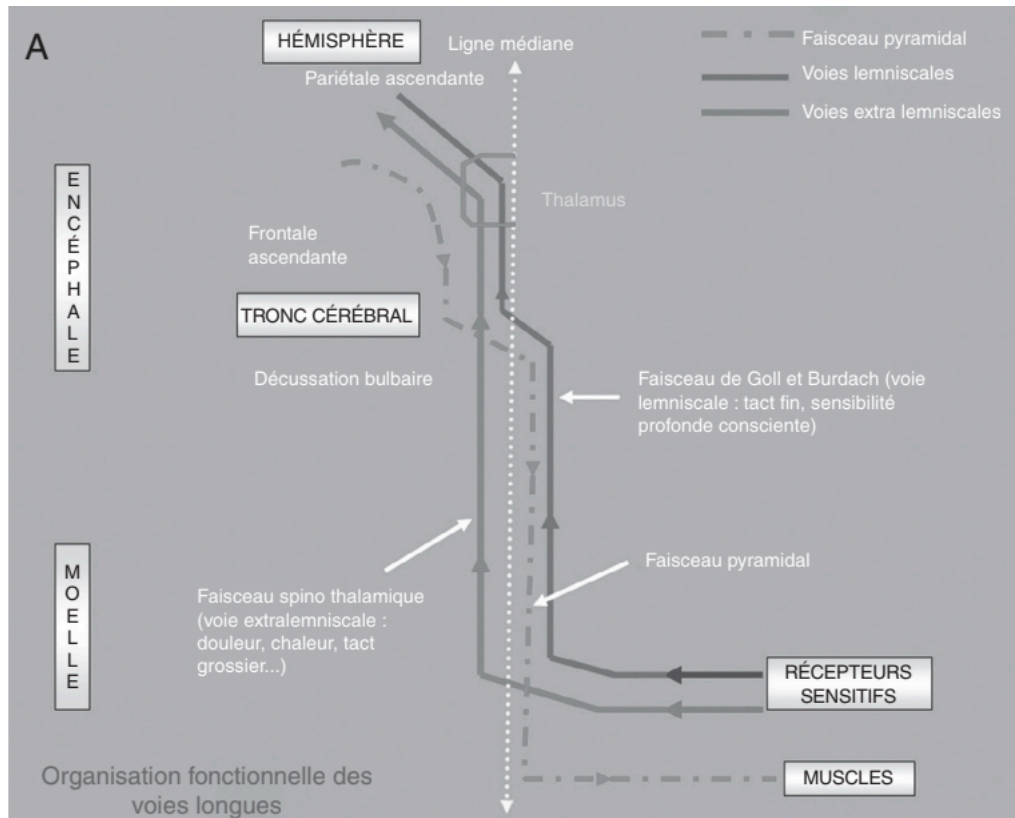 A
HÉMISPHÈRE
Ligne médiane
Pariétale ascendante
Faisceau pyramidal
Voies lemniscales
Voies extra lemniscales
ENCÉPHALE
Thalamus
Frontale
ascendante
TRONC CÉRÉBRAL
Décussation bulbaire
Faisceau de Goll et Burdach (voie
lemniscale : tact fin, sensibilité
profonde consciente)
MOELLE
Faisceau pyramidal
Faisceau spino thalamique
(voie extralemniscale :
douleur, chaleur, tact
grossier...)
RÉCEPTEURS
SENSITIFS
MUSCLES
Organisation fonctionnelle des
voies longues